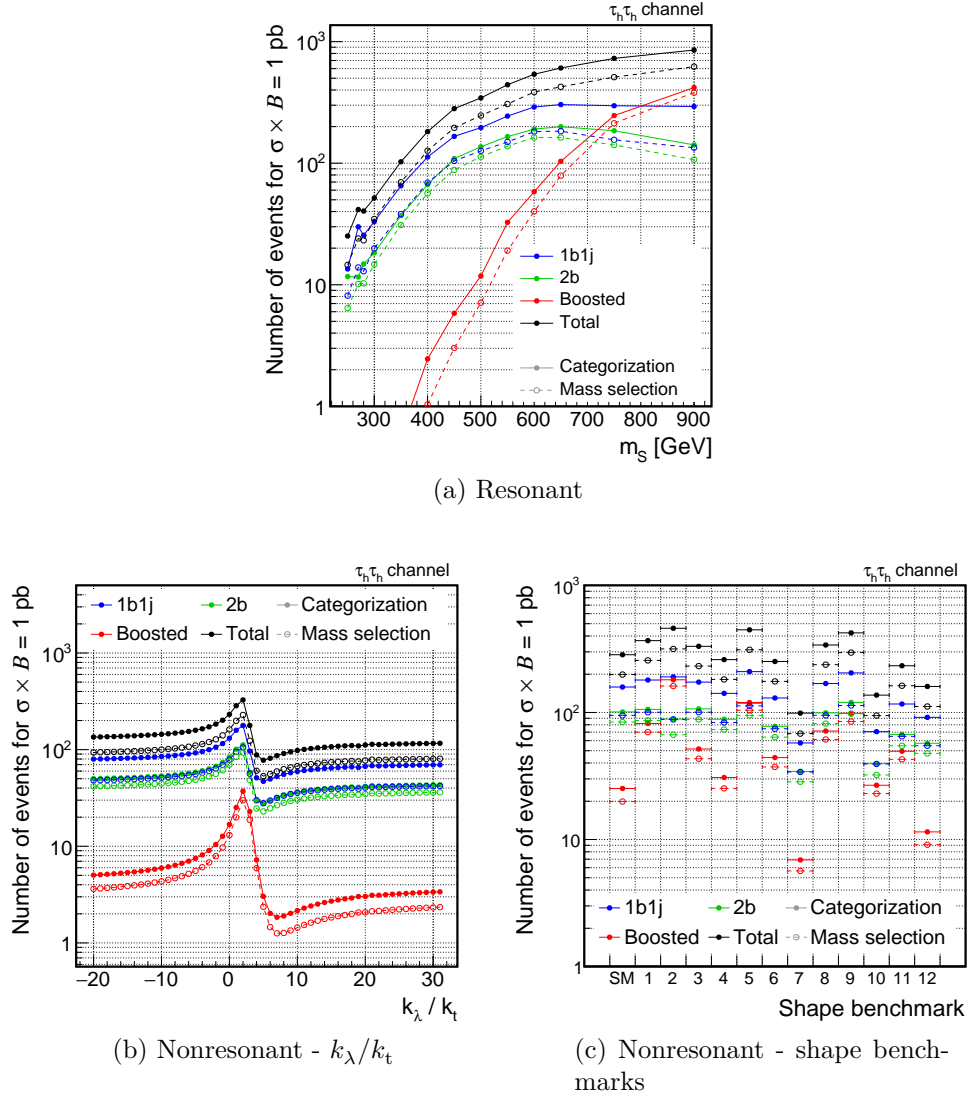 τhτh channel
Number of events for σ × B = 1 pb
10³
10²
10
1
1b1j
2b
Boosted
Total
Categorization
Mass selection
300 400 500 600 700 800 900
mS [GeV]
(a) Resonant
τhτh channel
Number of events for σ × B = 1 pb
10³
10²
10
1
1b1j 2b Categorization
Boosted Total Mass selection
−20 −10 0 10 20 30
kλ / kt
(b) Nonresonant - kλ/kt
τhτh channel
Number of events for σ × B = 1 pb
10³
10²
10
1
1b1j 2b Categorization
Boosted Total Mass selection
SM 1 2 3 4 5 6 7 8 9 10 11 12
Shape benchmark
(c) Nonresonant - shape bench-
marks